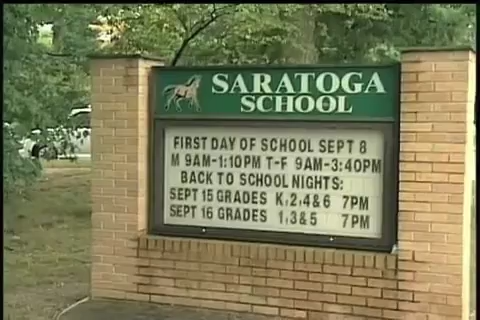 SARATOGA
SCHOOL
FIRST DAY OF SCHOOL SEPT 8
M 9AM-1:10PM T-F 9AM-3:40PM
BACK TO SCHOOL NIGHTS:
SEPT 15 GRADES K,2,4&6 7PM
SEPT 16 GRADES 1,3&5 7PM